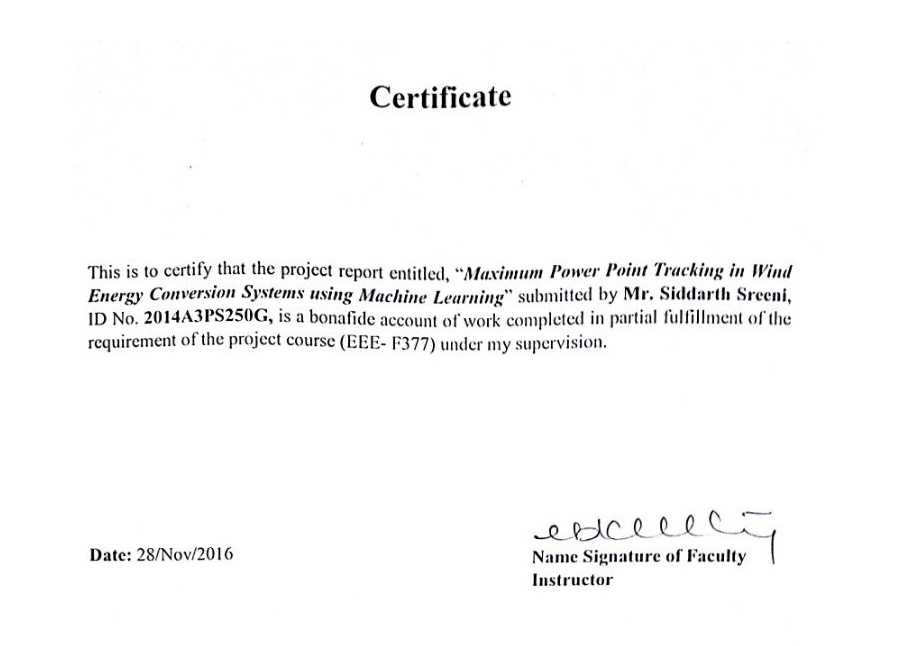 Certificate
This is to certify that the project report entitled, “Maximum Power Point Tracking in Wind
Energy Conversion Systems using Machine Learning” submitted by Mr. Siddarth Sreeni,
ID No. 2014A3PS250G, is a bonafide account of work completed in partial fulfillment of the
requirement of the project course (EEE- F377) under my supervision.
Date: 28/Nov/2016
Name Signature of Faculty
Instructor